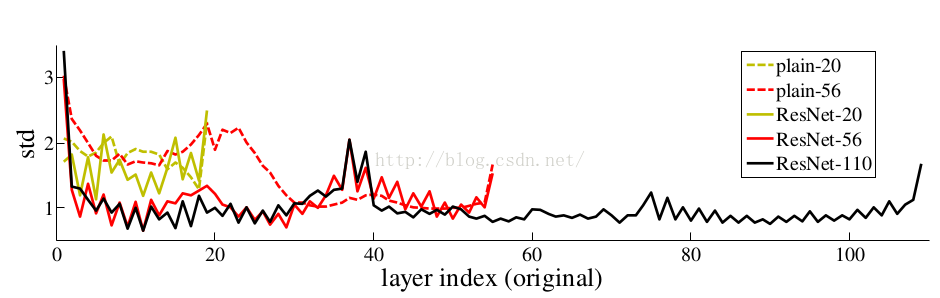 plain-20
plain-56
ResNet-20
ResNet-56
ResNet-110
3
2
1
std
http://blog.csdn.net/
0 20 40 60 80 100
layer index (original)